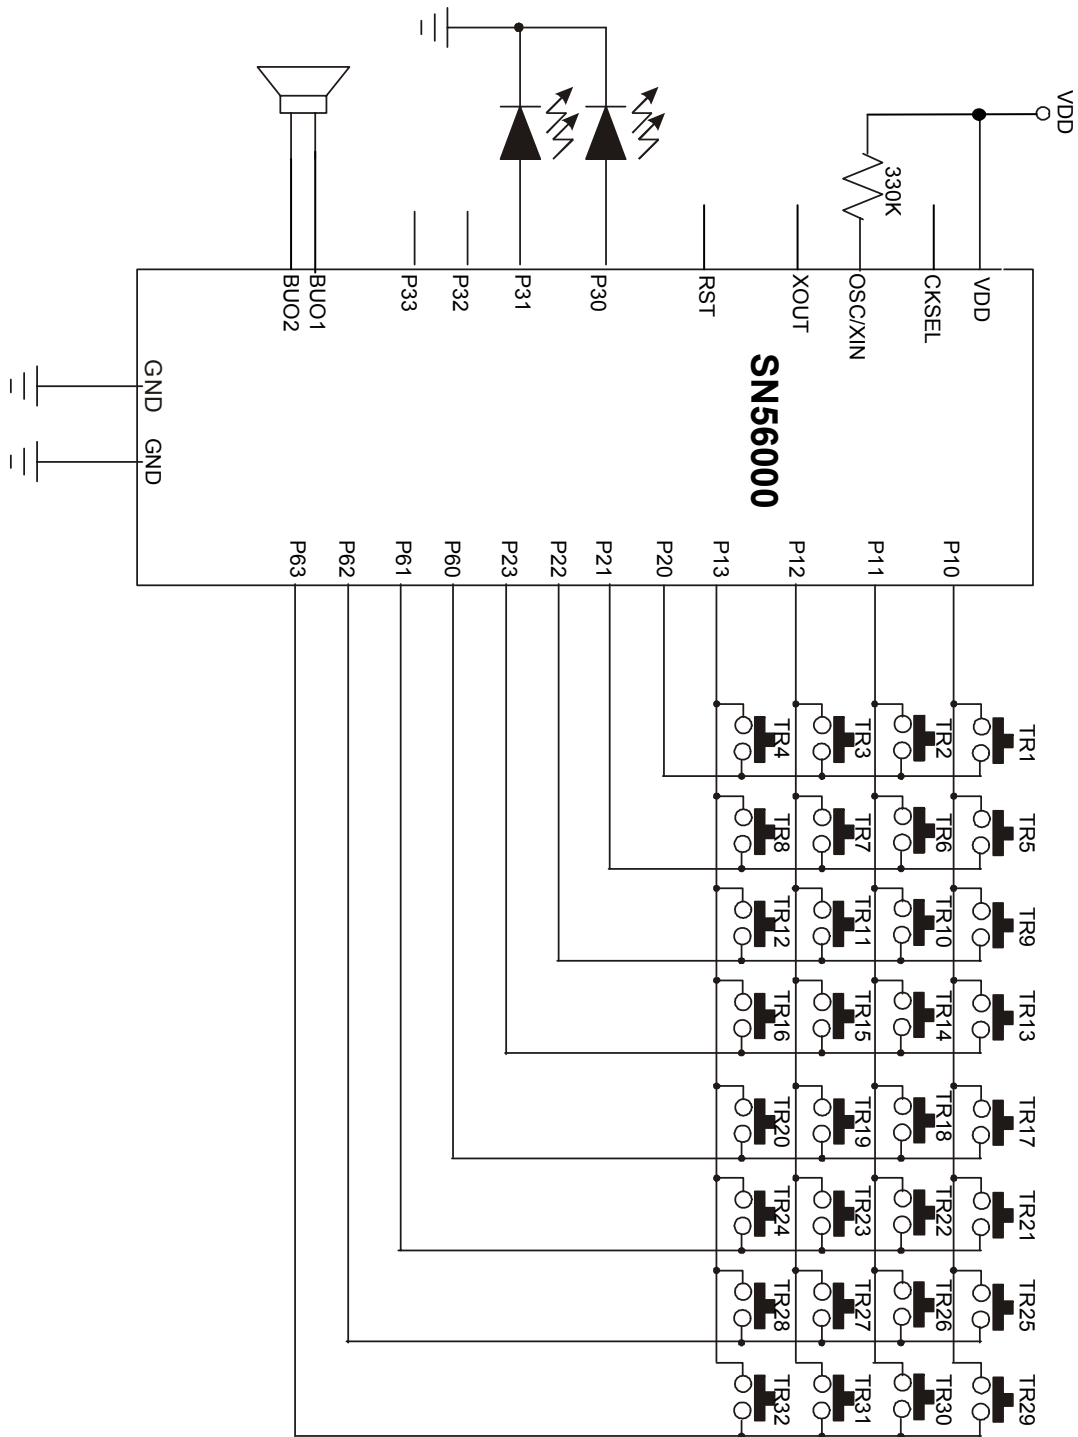 VDD
330K
VDD
CKSEL
OSC/XIN
XOUT
RST
P30
P31
P32
P33
BUO1
BUO2
SN56000
GND
GND
P10
P11
P12
P13
P20
P21
P22
P23
P60
P61
P62
P63
TR1
TR2
TR3
TR4
TR5
TR6
TR7
TR8
TR9
TR10
TR11
TR12
TR13
TR14
TR15
TR16
TR17
TR18
TR19
TR20
TR21
TR22
TR23
TR24
TR25
TR26
TR27
TR28
TR29
TR30
TR31
TR32